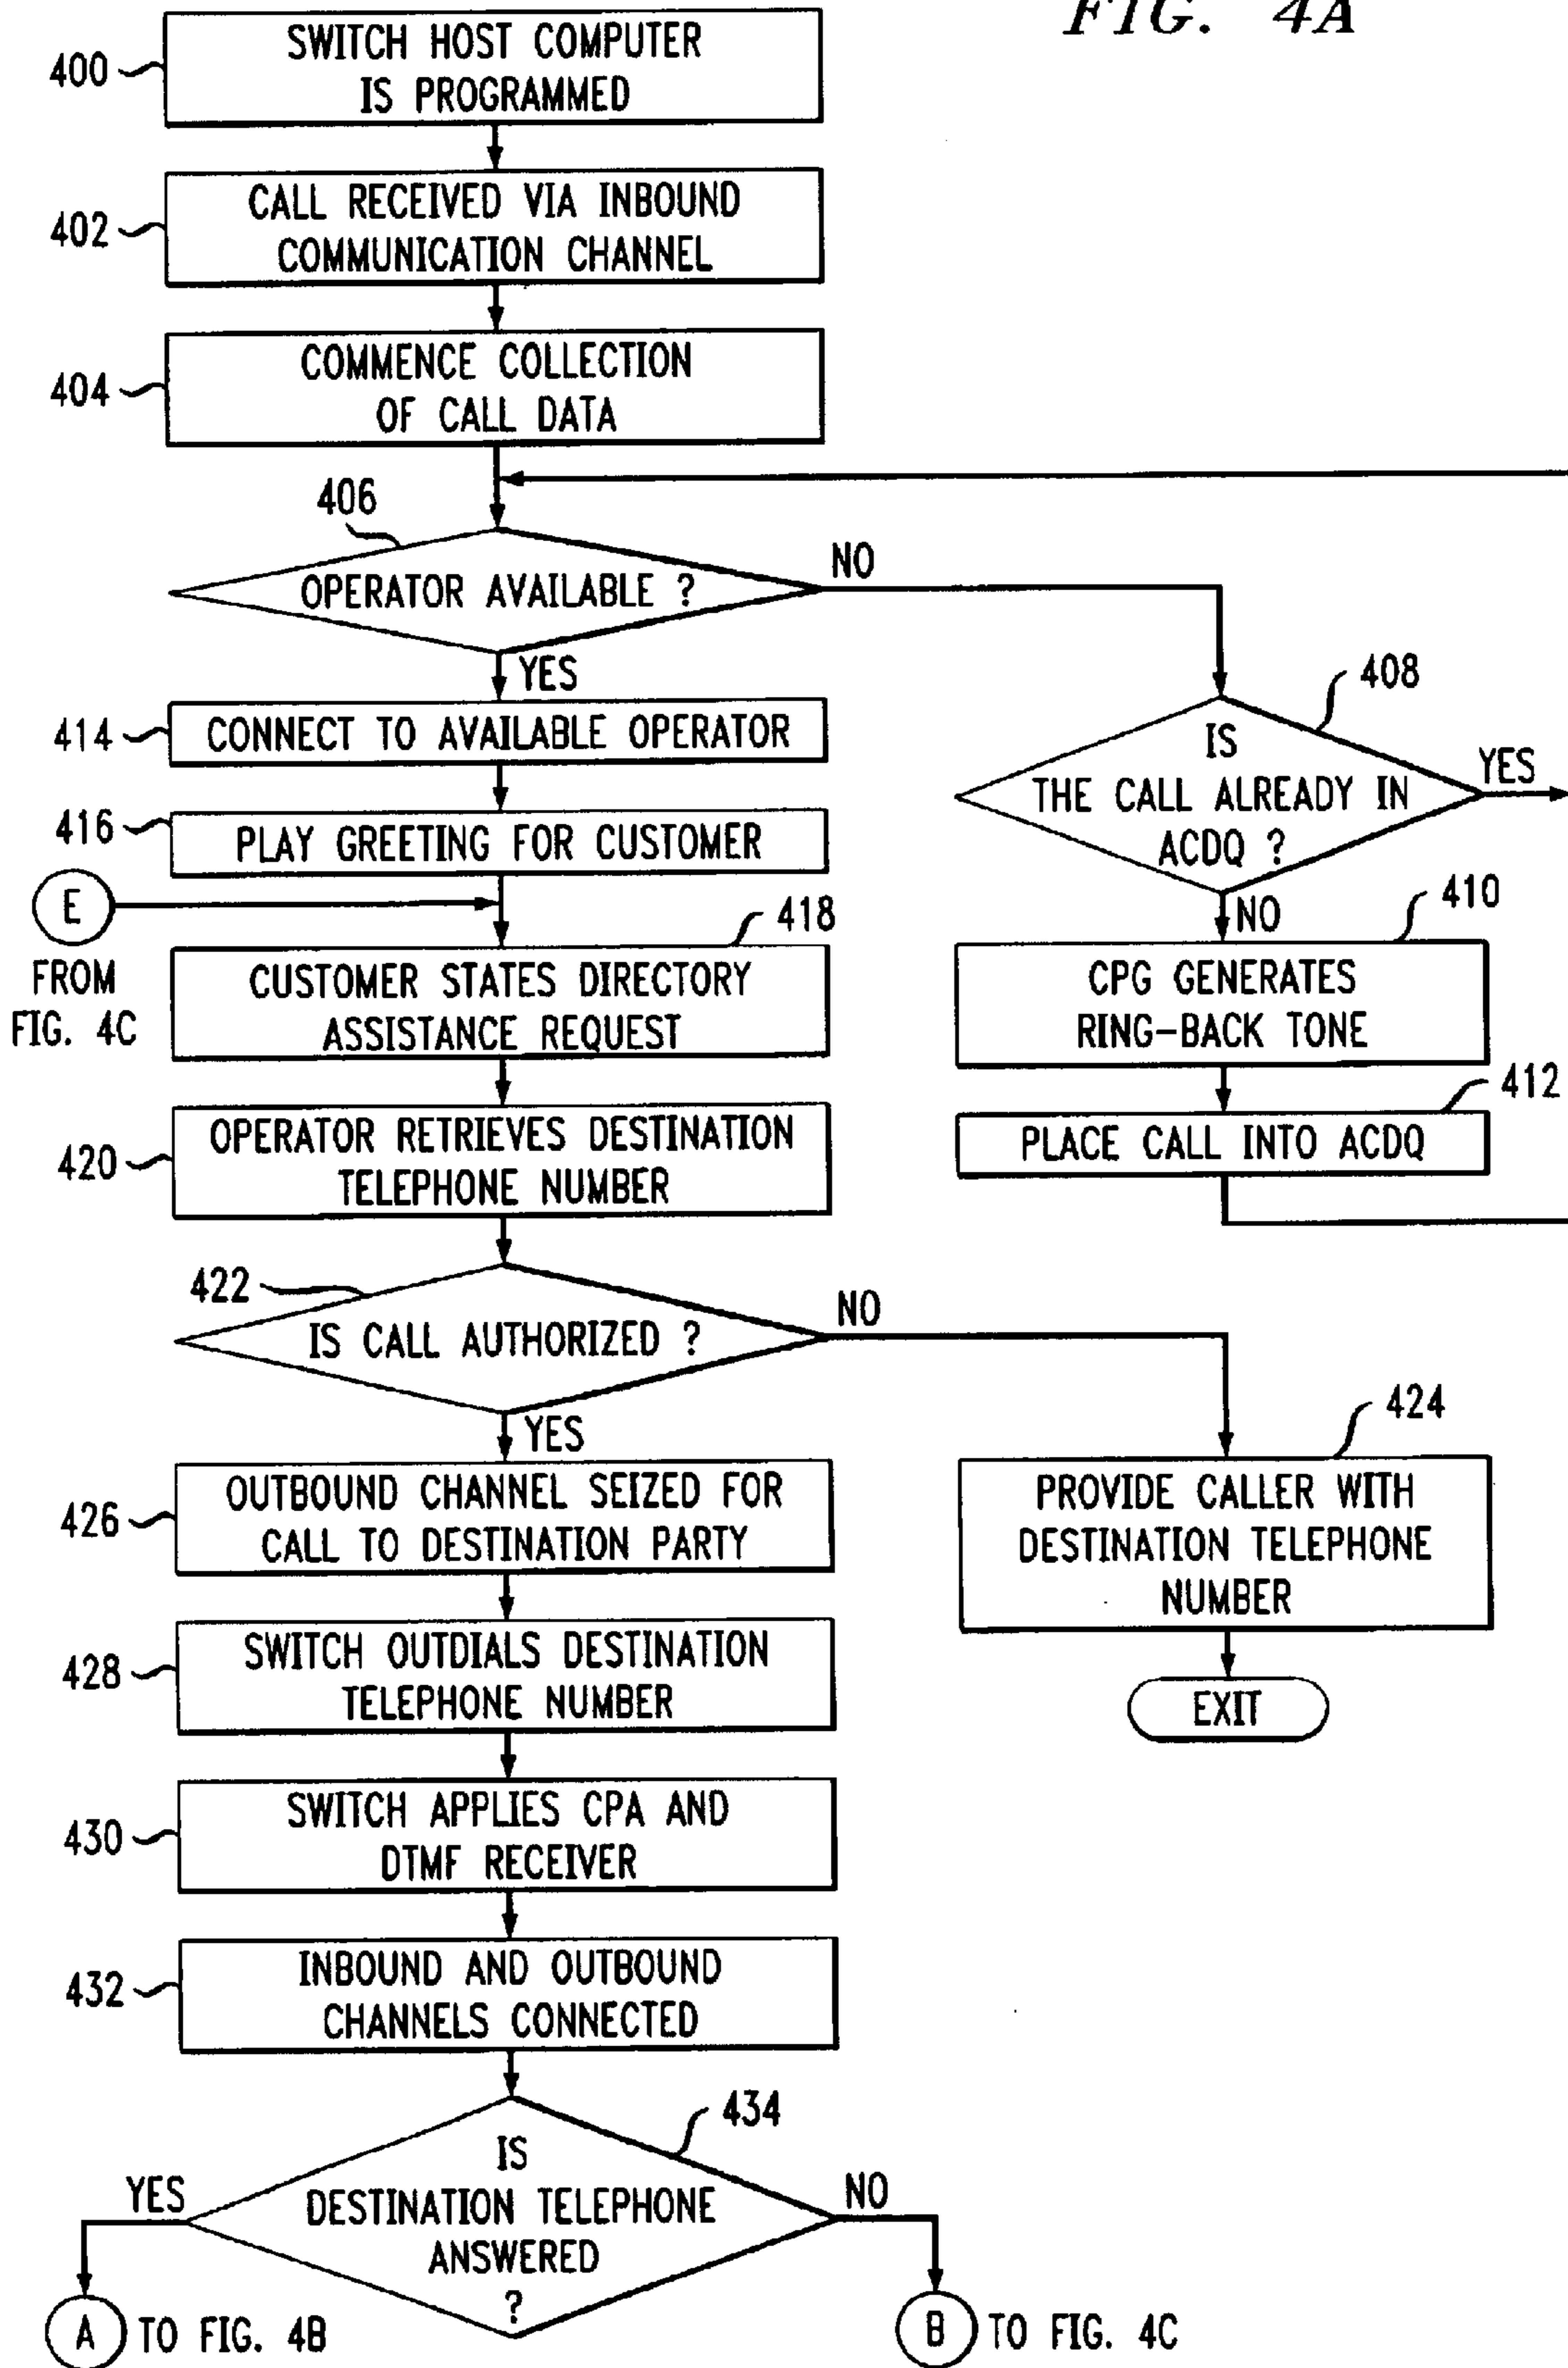 FIG. 4A
400
SWITCH HOST COMPUTER
IS PROGRAMMED
402
CALL RECEIVED VIA INBOUND
COMMUNICATION CHANNEL
404
COMMENCE COLLECTION
OF CALL DATA
406
OPERATOR AVAILABLE ?
NO
YES
408
IS
THE CALL ALREADY IN
ACDQ ?
YES
NO
410
CPG GENERATES
RING-BACK TONE
412
PLACE CALL INTO ACDQ
414
CONNECT TO AVAILABLE OPERATOR
416
PLAY GREETING FOR CUSTOMER
E
FROM
FIG. 4C
418
CUSTOMER STATES DIRECTORY
ASSISTANCE REQUEST
420
OPERATOR RETRIEVES DESTINATION
TELEPHONE NUMBER
422
IS CALL AUTHORIZED ?
NO
YES
424
PROVIDE CALLER WITH
DESTINATION TELEPHONE
NUMBER
EXIT
426
OUTBOUND CHANNEL SEIZED FOR
CALL TO DESTINATION PARTY
428
SWITCH OUTDIALS DESTINATION
TELEPHONE NUMBER
430
SWITCH APPLIES CPA AND
DTMF RECEIVER
432
INBOUND AND OUTBOUND
CHANNELS CONNECTED
434
IS
DESTINATION TELEPHONE
ANSWERED
?
YES
NO
A TO FIG. 4B
B TO FIG. 4C